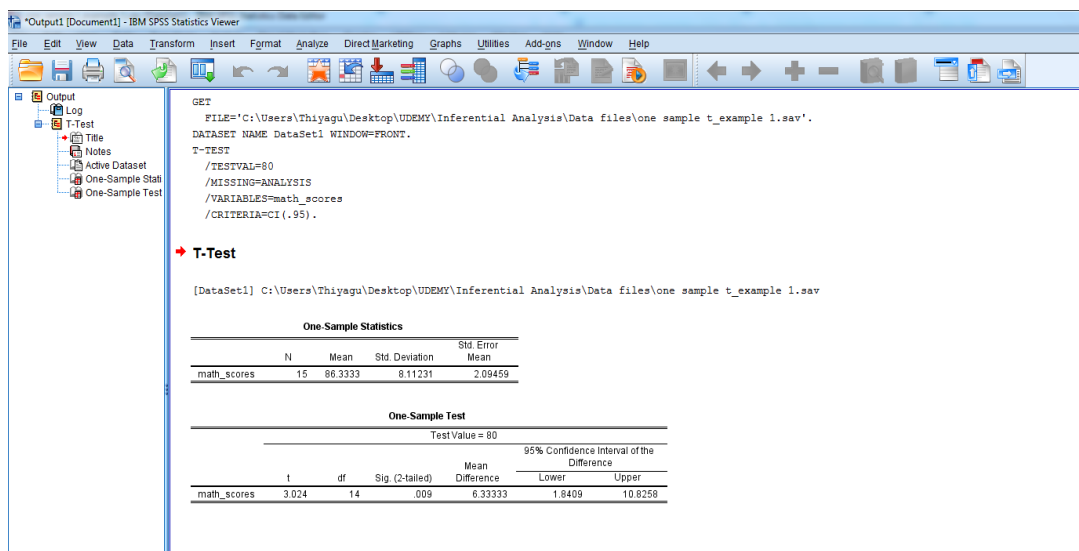 *Output1 [Document1] - IBM SPSS Statistics Viewer
File Edit View Data Transform Insert Format Analyze Direct Marketing Graphs Utilities Add-ons Window Help
Output
Log
T-Test
Title
Notes
Active Dataset
One-Sample Stati
One-Sample Test
GET
FILE='C:\Users\Thiyagu\Desktop\UDEMY\Inferential Analysis\Data files\one sample t_example 1.sav'.
DATASET NAME DataSet1 WINDOW=FRONT.
T-TEST
/TESTVAL=80
/MISSING=ANALYSIS
/VARIABLES=math_scores
/CRITERIA=CI(.95).
T-Test
[DataSet1] C:\Users\Thiyagu\Desktop\UDEMY\Inferential Analysis\Data files\one sample t_example 1.sav
One-Sample Statistics
N Mean Std. Deviation Std. Error Mean
math_scores 15 86.3333 8.11231 2.09459
One-Sample Test
Test Value = 80
95% Confidence Interval of the Difference
t df Sig. (2-tailed) Mean Difference Lower Upper
math_scores 3.024 14 .009 6.33333 1.8409 10.8258